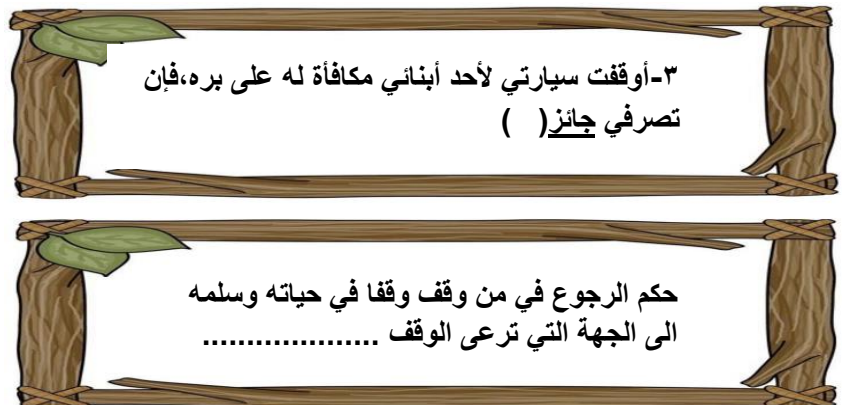 ٣-أوقفت سيارتي لأحد أبنائي مكافأة له على بره،فإن
تصرفي جائز( )
حكم الرجوع في من وقف وقفا في حياته وسلمه
الى الجهة التي ترعى الوقف ....................